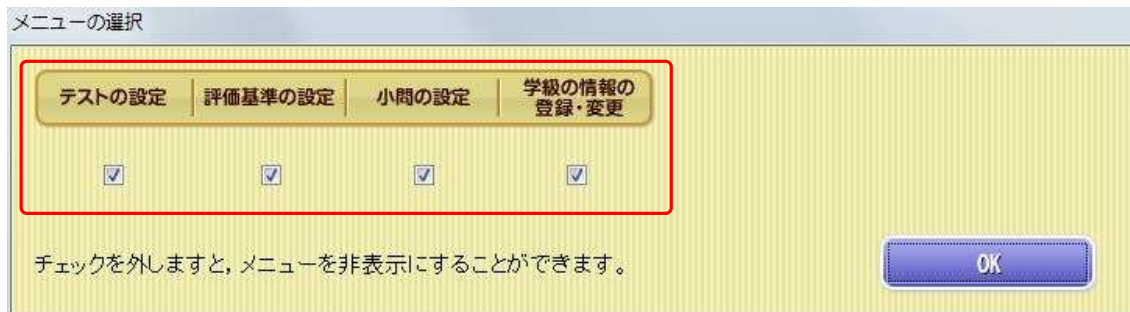 メニューの選択
テストの設定
評価基準の設定
小問の設定
学級の情報の
登録・変更
チェックを外しますと,メニューを非表示にすることができます。
OK